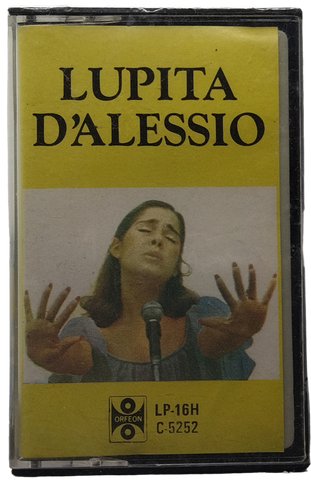 LUPITA
D'ALESSIO
ORFEON
LP-16H
C-5252